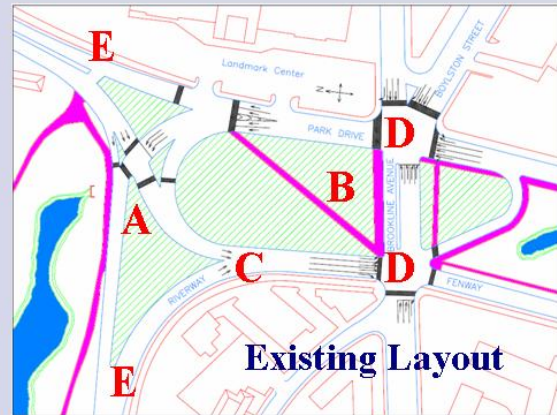 E
Landmark Center
N
BOYLSTON STREET
PARK DRIVE
D
B
BROOKLINE AVENUE
A
C
D
RIVERWAY
FENWAY
E
Existing Layout